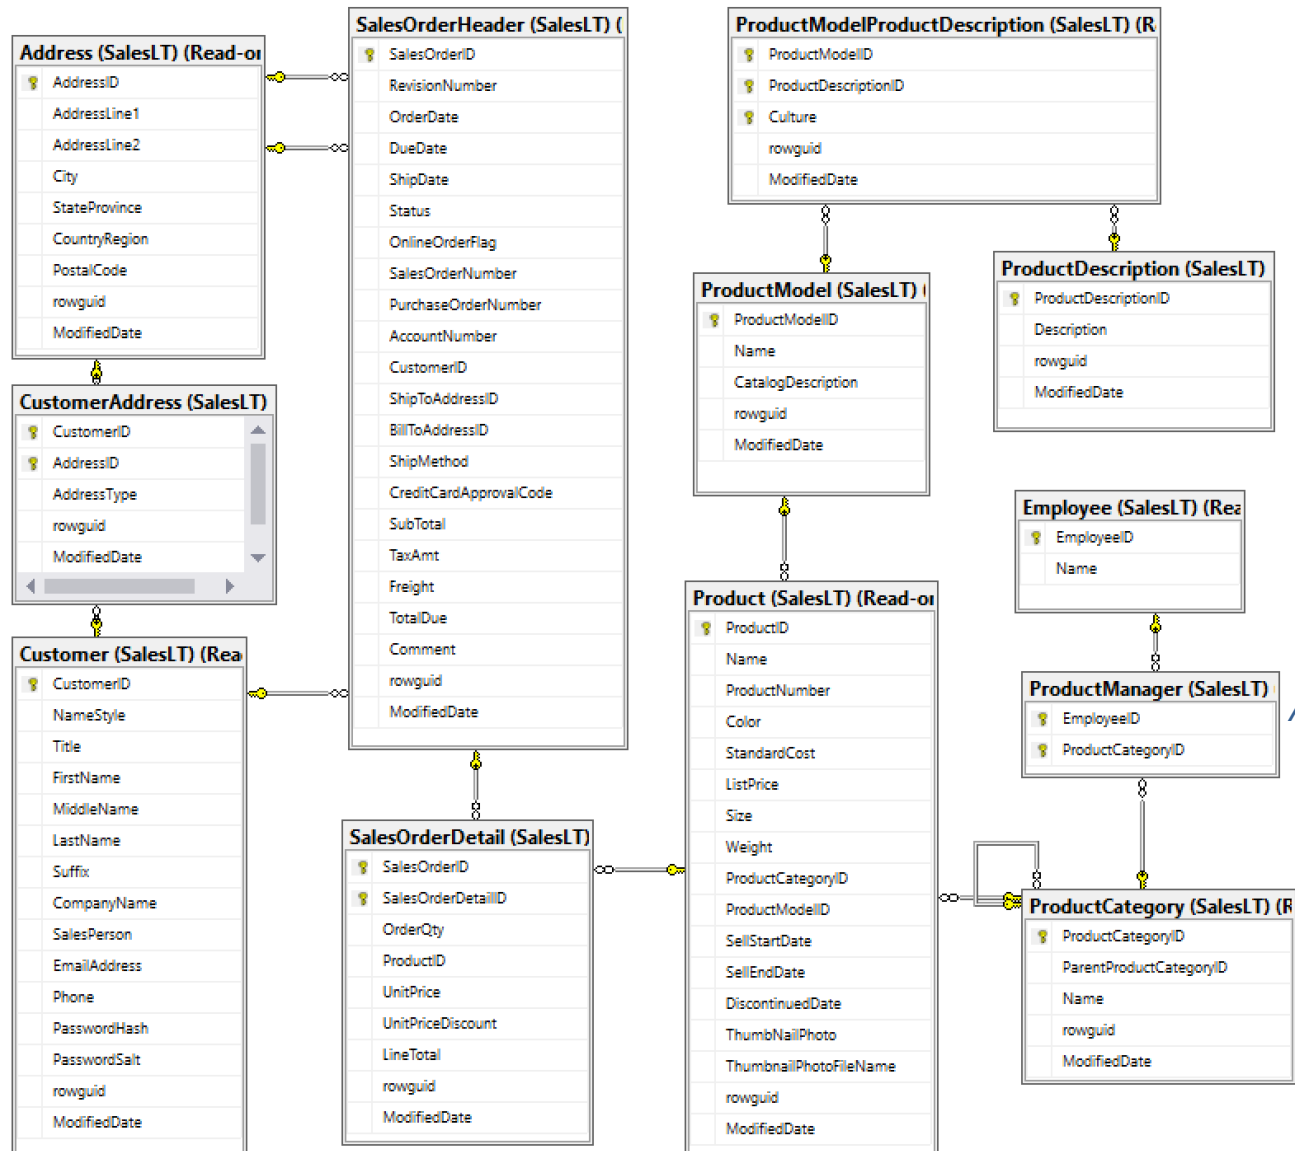 Address (SalesLT) (Read-on
AddressID
AddressLine1
AddressLine2
City
StateProvince
CountryRegion
PostalCode
rowguid
ModifiedDate
CustomerAddress (SalesLT)
CustomerID
AddressID
AddressType
rowguid
ModifiedDate
Customer (SalesLT) (Rea
CustomerID
NameStyle
Title
FirstName
MiddleName
LastName
Suffix
CompanyName
SalesPerson
EmailAddress
Phone
PasswordHash
PasswordSalt
rowguid
ModifiedDate
SalesOrderHeader (SalesLT) (
SalesOrderID
RevisionNumber
OrderDate
DueDate
ShipDate
Status
OnlineOrderFlag
SalesOrderNumber
PurchaseOrderNumber
AccountNumber
CustomerID
ShipToAddressID
BillToAddressID
ShipMethod
CreditCardApprovalCode
SubTotal
TaxAmt
Freight
TotalDue
Comment
rowguid
ModifiedDate
SalesOrderDetail (SalesLT)
SalesOrderID
SalesOrderDetailID
OrderQty
ProductID
UnitPrice
UnitPriceDiscount
LineTotal
rowguid
ModifiedDate
ProductModelProductDescription (SalesLT) (R
ProductModelID
ProductDescriptionID
Culture
rowguid
ModifiedDate
ProductModel (SalesLT) (
ProductModelID
Name
CatalogDescription
rowguid
ModifiedDate
ProductDescription (SalesLT)
ProductDescriptionID
Description
rowguid
ModifiedDate
Product (SalesLT) (Read-on
ProductID
Name
ProductNumber
Color
StandardCost
ListPrice
Size
Weight
ProductCategoryID
ProductModelID
SellStartDate
SellEndDate
DiscontinuedDate
ThumbNailPhoto
ThumbnailPhotoFileName
rowguid
ModifiedDate
Employee (SalesLT) (Rea
EmployeeID
Name
ProductManager (SalesLT)
EmployeeID
ProductCategoryID
ProductCategory (SalesLT) (R
ProductCategoryID
ParentProductCategoryID
Name
rowguid
ModifiedDate